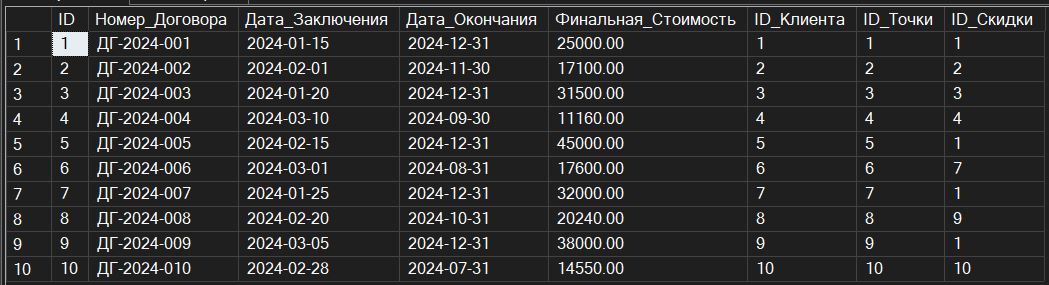 ID Номер_Договора Дата_Заключения Дата_Окончания Финальная_Стоимость ID_Клиента ID_Точки ID_Скидки
1 1 ДГ-2024-001 2024-01-15 2024-12-31 25000.00 1 1 1
2 2 ДГ-2024-002 2024-02-01 2024-11-30 17100.00 2 2 2
3 3 ДГ-2024-003 2024-01-20 2024-12-31 31500.00 3 3 3
4 4 ДГ-2024-004 2024-03-10 2024-09-30 11160.00 4 4 4
5 5 ДГ-2024-005 2024-02-15 2024-12-31 45000.00 5 5 1
6 6 ДГ-2024-006 2024-03-01 2024-08-31 17600.00 6 6 7
7 7 ДГ-2024-007 2024-01-25 2024-12-31 32000.00 7 7 1
8 8 ДГ-2024-008 2024-02-20 2024-10-31 20240.00 8 8 9
9 9 ДГ-2024-009 2024-03-05 2024-12-31 38000.00 9 9 1
10 10 ДГ-2024-010 2024-02-28 2024-07-31 14550.00 10 10 10